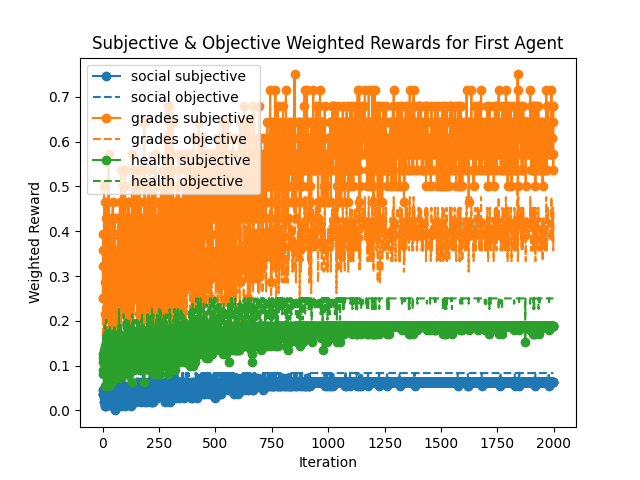 Subjective & Objective Weighted Rewards for First Agent
social subjective
social objective
grades subjective
grades objective
health subjective
health objective
Weighted Reward
0.7
0.6
0.5
0.4
0.3
0.2
0.1
0.0
0
250
500
750
1000
1250
1500
1750
2000
Iteration